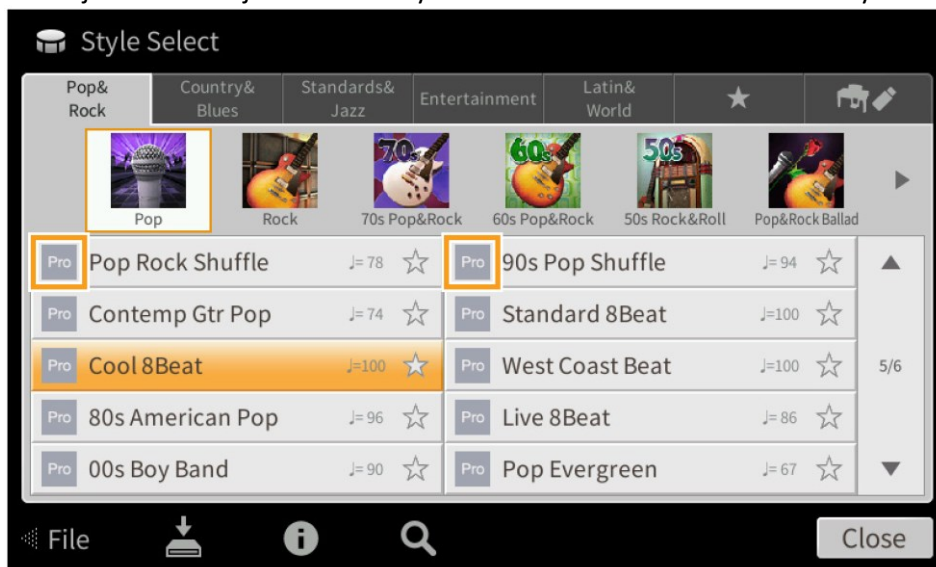 Style Select
Pop& Rock
Country& Blues
Standards& Jazz
Entertainment
Latin& World
70s
60s
50s
Pop
Rock
70s Pop&Rock
60s Pop&Rock
50s Rock&Roll
Pop&Rock Ballad
Pro Pop Rock Shuffle ♩= 78
Pro 90s Pop Shuffle ♩= 94
Pro Contemp Gtr Pop ♩= 74
Pro Standard 8Beat ♩=100
Pro Cool 8Beat ♩=100
Pro West Coast Beat ♩=100
5/6
Pro 80s American Pop ♩= 96
Pro Live 8Beat ♩= 86
Pro 00s Boy Band ♩= 90
Pro Pop Evergreen ♩= 67
File
Close